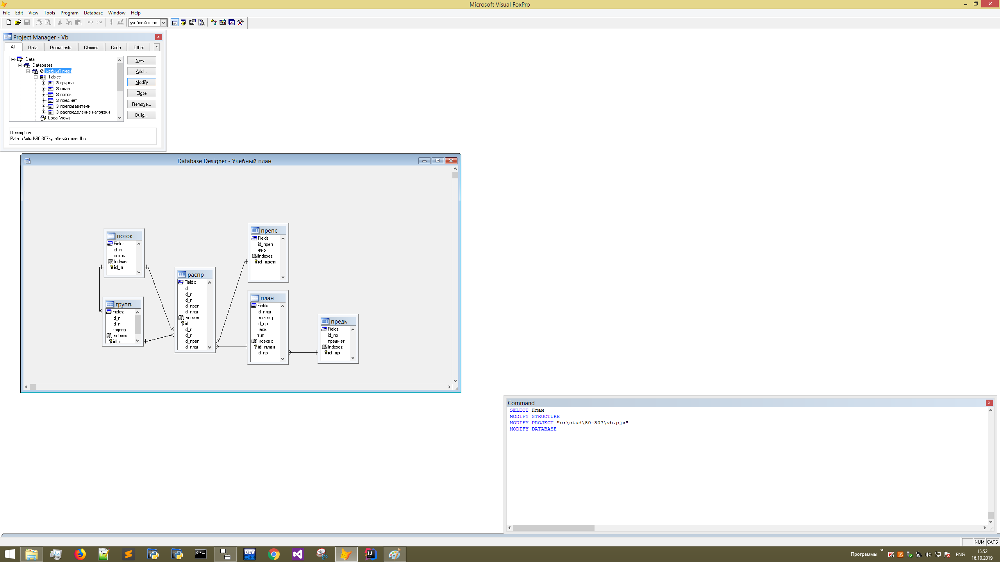 Microsoft Visual FoxPro
File Edit View Tools Program Database Window Help
учебный план
Project Manager - Vb
All Data Documents Classes Code Other
Data
Databases
учебный план
Tables
группа
план
поток
предмет
преподаватели
распределение нагрузки
Local Views
New...
Add...
Modify
Close
Remove...
Build...
Description:
Path: c:\stud\80-307\учебный план.dbc
Database Designer - Учебный план
поток
Fields:
id_п
поток
Indexes:
id_п
групп
Fields:
id_г
id_п
группа
Indexes:
id_г
распр
Fields:
id
id_п
id_г
id_преп
id_план
Indexes:
id
id_п
id_г
id_преп
id_план
препс
Fields:
id_преп
фио
Indexes:
id_преп
план
Fields:
id_план
семестр
id_пр
часы
тип
Indexes:
id_план
id_пр
предм
Fields:
id_пр
предмет
Indexes:
id_пр
Command
SELECT План
MODIFY STRUCTURE
MODIFY PROJECT "c:\stud\80-307\vb.pjx"
MODIFY DATABASE
NUM CAPS
DEV C++
IJ
Программы
ENG
15:52
16.10.2019